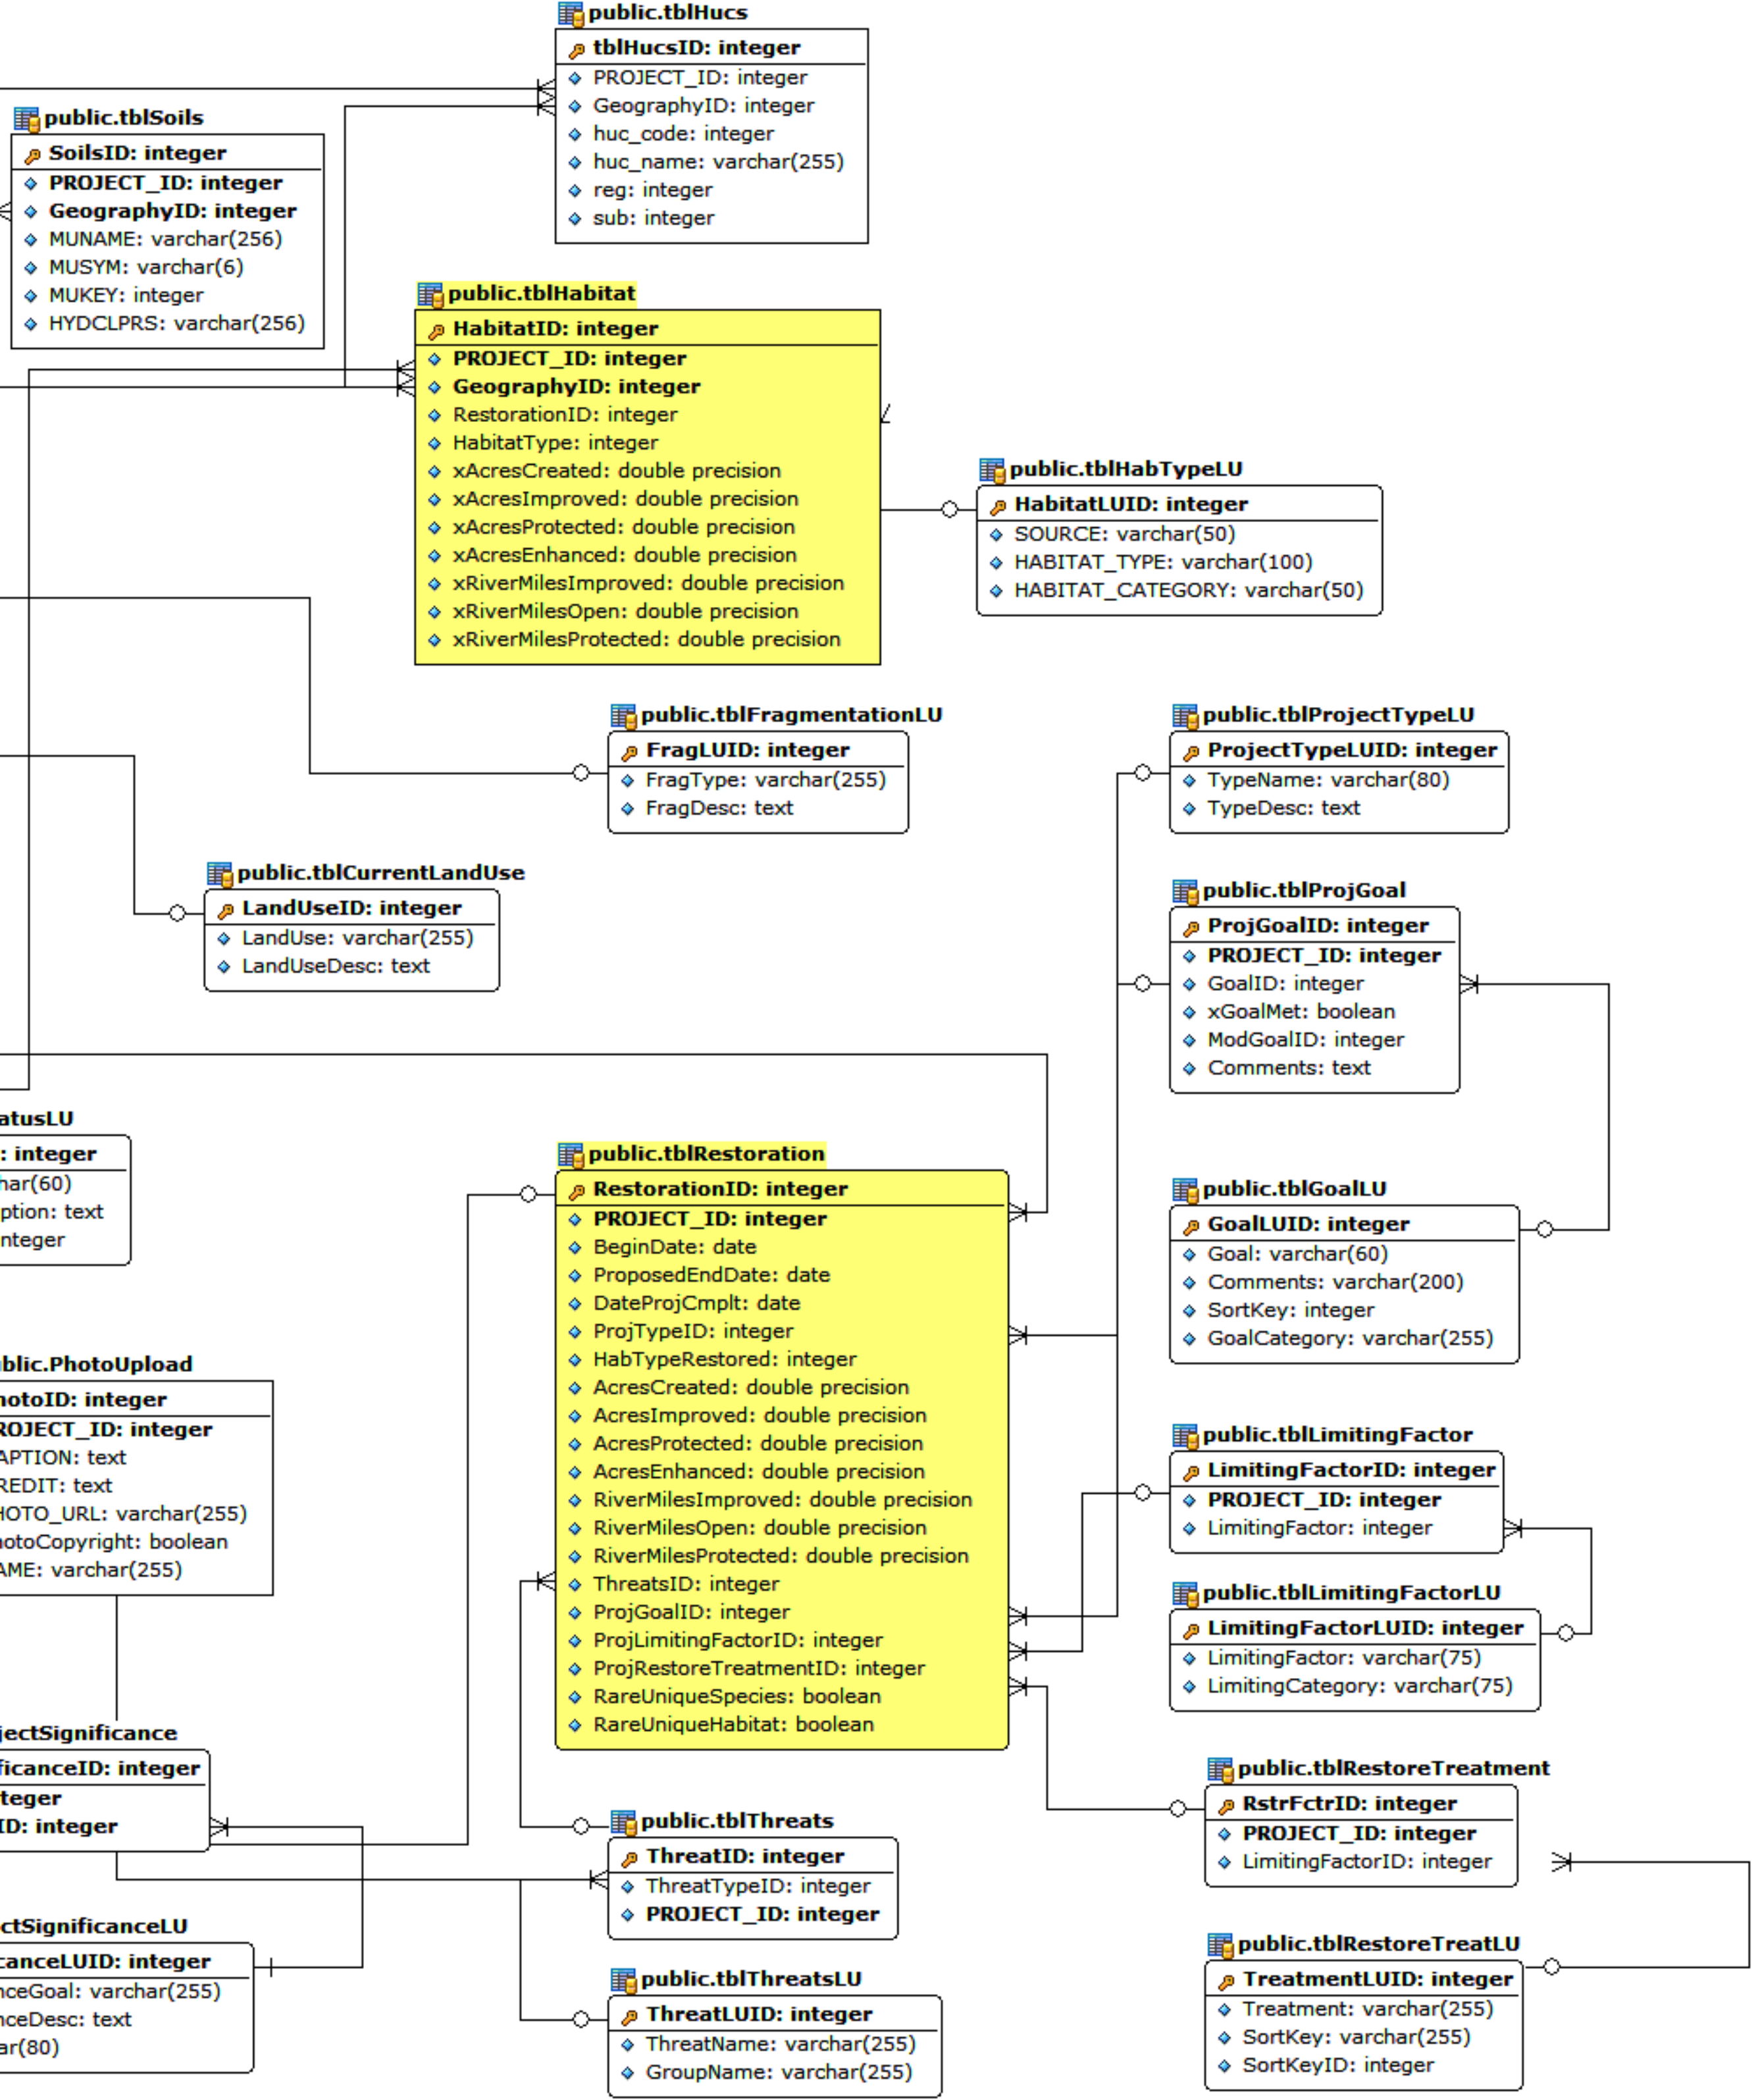 public.tblHucs
tblHucsID: integer
PROJECT_ID: integer
GeographyID: integer
huc_code: integer
huc_name: varchar(255)
reg: integer
sub: integer
public.tblSoils
SoilsID: integer
PROJECT_ID: integer
GeographyID: integer
MUNAME: varchar(256)
MUSYM: varchar(6)
MUKEY: integer
HYDCLPRS: varchar(256)
public.tblHabitat
HabitatID: integer
PROJECT_ID: integer
GeographyID: integer
RestorationID: integer
HabitatType: integer
xAcresCreated: double precision
xAcresImproved: double precision
xAcresProtected: double precision
xAcresEnhanced: double precision
xRiverMilesImproved: double precision
xRiverMilesOpen: double precision
xRiverMilesProtected: double precision
public.tblHabTypeLU
HabitatLUID: integer
SOURCE: varchar(50)
HABITAT_TYPE: varchar(100)
HABITAT_CATEGORY: varchar(50)
public.tblFragmentationLU
FragLUID: integer
FragType: varchar(255)
FragDesc: text
public.tblProjectTypeLU
ProjectTypeLUID: integer
TypeName: varchar(80)
TypeDesc: text
public.tblCurrentLandUse
LandUseID: integer
LandUse: varchar(255)
LandUseDesc: text
public.tblProjGoal
ProjGoalID: integer
PROJECT_ID: integer
GoalID: integer
xGoalMet: boolean
ModGoalID: integer
Comments: text
atusLU
: integer
har(60)
ption: text
nteger
public.tblRestoration
RestorationID: integer
PROJECT_ID: integer
BeginDate: date
ProposedEndDate: date
DateProjCmplt: date
ProjTypeID: integer
HabTypeRestored: integer
AcresCreated: double precision
AcresImproved: double precision
AcresProtected: double precision
AcresEnhanced: double precision
RiverMilesImproved: double precision
RiverMilesOpen: double precision
RiverMilesProtected: double precision
ThreatsID: integer
ProjGoalID: integer
ProjLimitingFactorID: integer
ProjRestoreTreatmentID: integer
RareUniqueSpecies: boolean
RareUniqueHabitat: boolean
public.tblGoalLU
GoalLUID: integer
Goal: varchar(60)
Comments: varchar(200)
SortKey: integer
GoalCategory: varchar(255)
blic.PhotoUpload
hotoID: integer
ROJECT_ID: integer
APTION: text
REDIT: text
HOTO_URL: varchar(255)
hotoCopyright: boolean
AME: varchar(255)
public.tblLimitingFactor
LimitingFactorID: integer
PROJECT_ID: integer
LimitingFactor: integer
public.tblLimitingFactorLU
LimitingFactorLUID: integer
LimitingFactor: varchar(75)
LimitingCategory: varchar(75)
jectSignificance
ficanceID: integer
teger
ID: integer
public.tblRestoreTreatment
RstrFctrID: integer
PROJECT_ID: integer
LimitingFactorID: integer
public.tblThreats
ThreatID: integer
ThreatTypeID: integer
PROJECT_ID: integer
ctSignificanceLU
canceLUID: integer
nceGoal: varchar(255)
nceDesc: text
ar(80)
public.tblThreatsLU
ThreatLUID: integer
ThreatName: varchar(255)
GroupName: varchar(255)
public.tblRestoreTreatLU
TreatmentLUID: integer
Treatment: varchar(255)
SortKey: varchar(255)
SortKeyID: integer